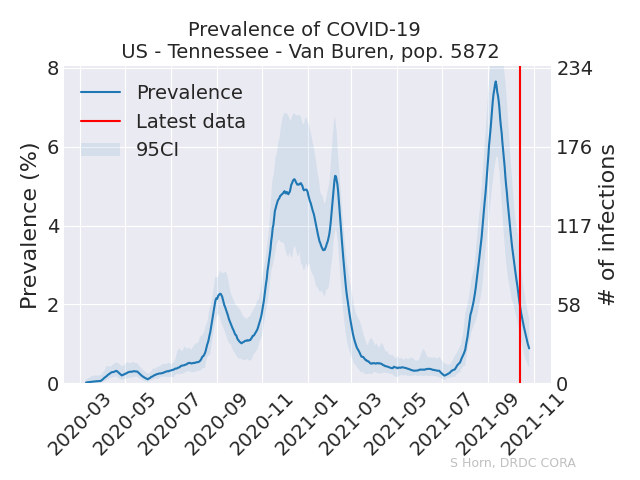 Prevalence of COVID-19
US - Tennessee - Van Buren, pop. 5872
Prevalence
Latest data
95CI
Prevalence (%)
8
6
4
2
0
234
176
117
58
0
# of infections
2020-03
2020-05
2020-07
2020-09
2020-11
2021-01
2021-03
2021-05
2021-07
2021-09
2021-11
S Horn, DRDC CORA